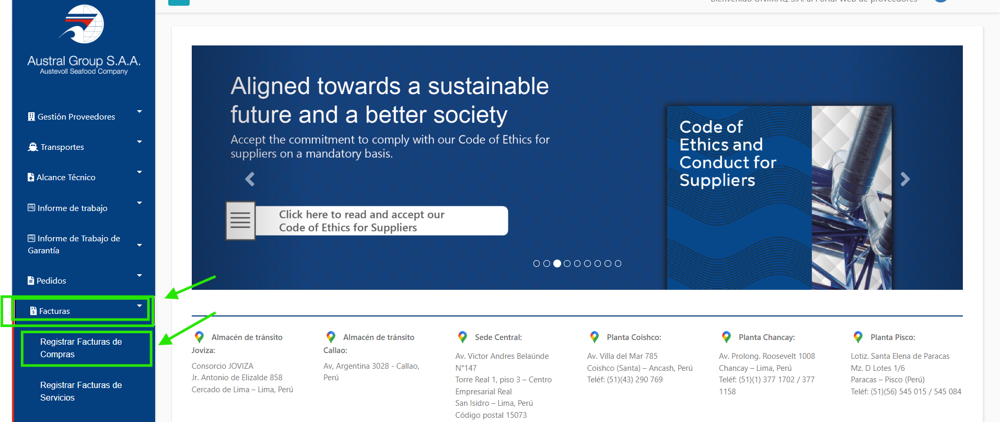 Bienvenido UNIMAQ S.A. al Portal Web de proveedores
Austral Group S.A.A.
Austevoll Seafood Company
Gestión Proveedores
Transportes
Alcance Técnico
Informe de trabajo
Informe de Trabajo de
Garantía
Pedidos
Facturas
Registrar Facturas de
Compras
Registrar Facturas de
Servicios
Aligned towards a sustainable
future and a better society
Accept the commitment to comply with our Code of Ethics for
suppliers on a mandatory basis.
Click here to read and accept our
Code of Ethics for Suppliers
Code of
Ethics and
Conduct for
Suppliers
Almacén de tránsito
Joviza:
Consorcio JOVIZA
Jr. Antonio de Elizalde 858
Cercado de Lima – Lima, Perú
Almacén de tránsito
Callao:
Av, Argentina 3028 - Callao,
Perú
Sede Central:
Av. Victor Andres Belaúnde
N°147
Torre Real 1, piso 3 – Centro
Empresarial Real
San Isidro – Lima, Perú
Código postal 15073
Planta Coishco:
Av. Villa del Mar 785
Coishco (Santa) – Ancash, Perú
Teléf: (51)(43) 290 769
Planta Chancay:
Av. Prolong. Roosevelt 1008
Chancay – Lima, Perú
Teléf: (51)(1) 377 1702 / 377
1158
Planta Pisco:
Lotiz. Santa Elena de Paracas
Mz. D Lotes 1/6
Paracas – Pisco (Perú)
Teléf: (51)(56) 545 015 / 545 084